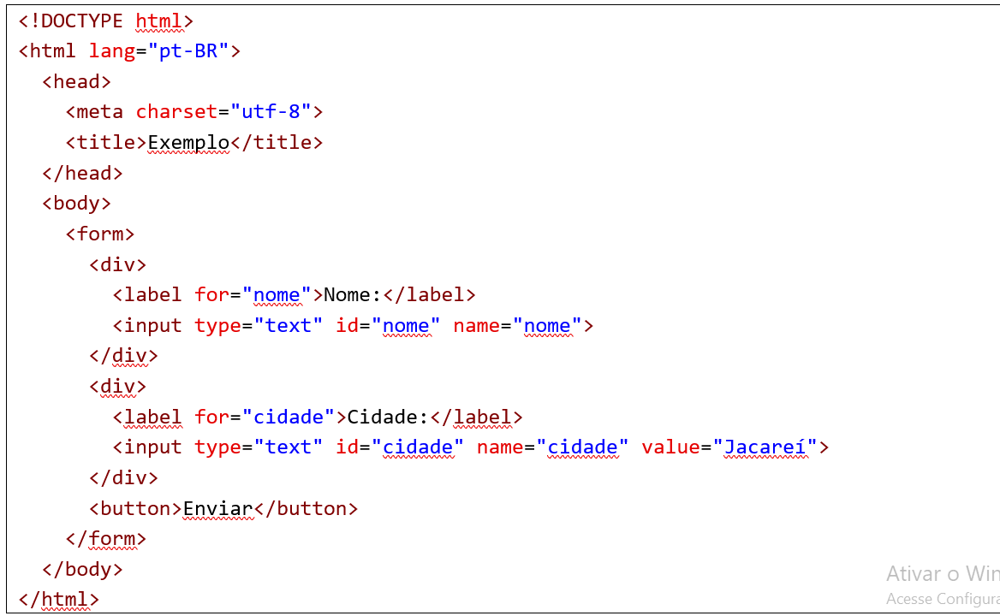 <!DOCTYPE html>
<html lang="pt-BR">
  <head>
    <meta charset="utf-8">
    <title>Exemplo</title>
  </head>
  <body>
    <form>
      <div>
        <label for="nome">Nome:</label>
        <input type="text" id="nome" name="nome">
      </div>
      <div>
        <label for="cidade">Cidade:</label>
        <input type="text" id="cidade" name="cidade" value="Jacareí">
      </div>
      <button>Enviar</button>
    </form>
  </body>
</html>
Ativar o Win
Acesse Configura